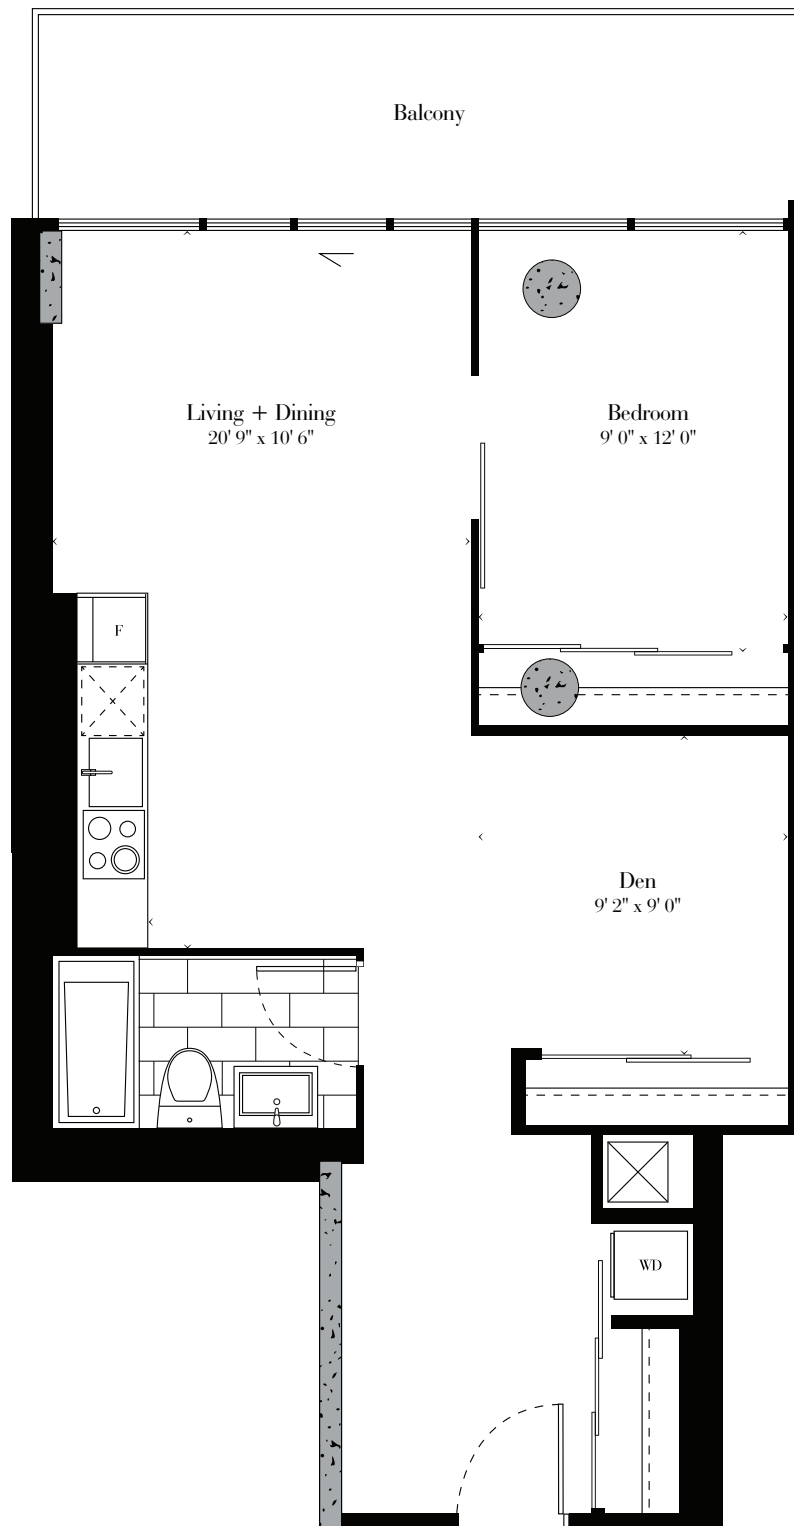 Balcony
Living + Dining
20' 9" x 10' 6"
Bedroom
9' 0" x 12' 0"
F
Den
9' 2" x 9' 0"
WD